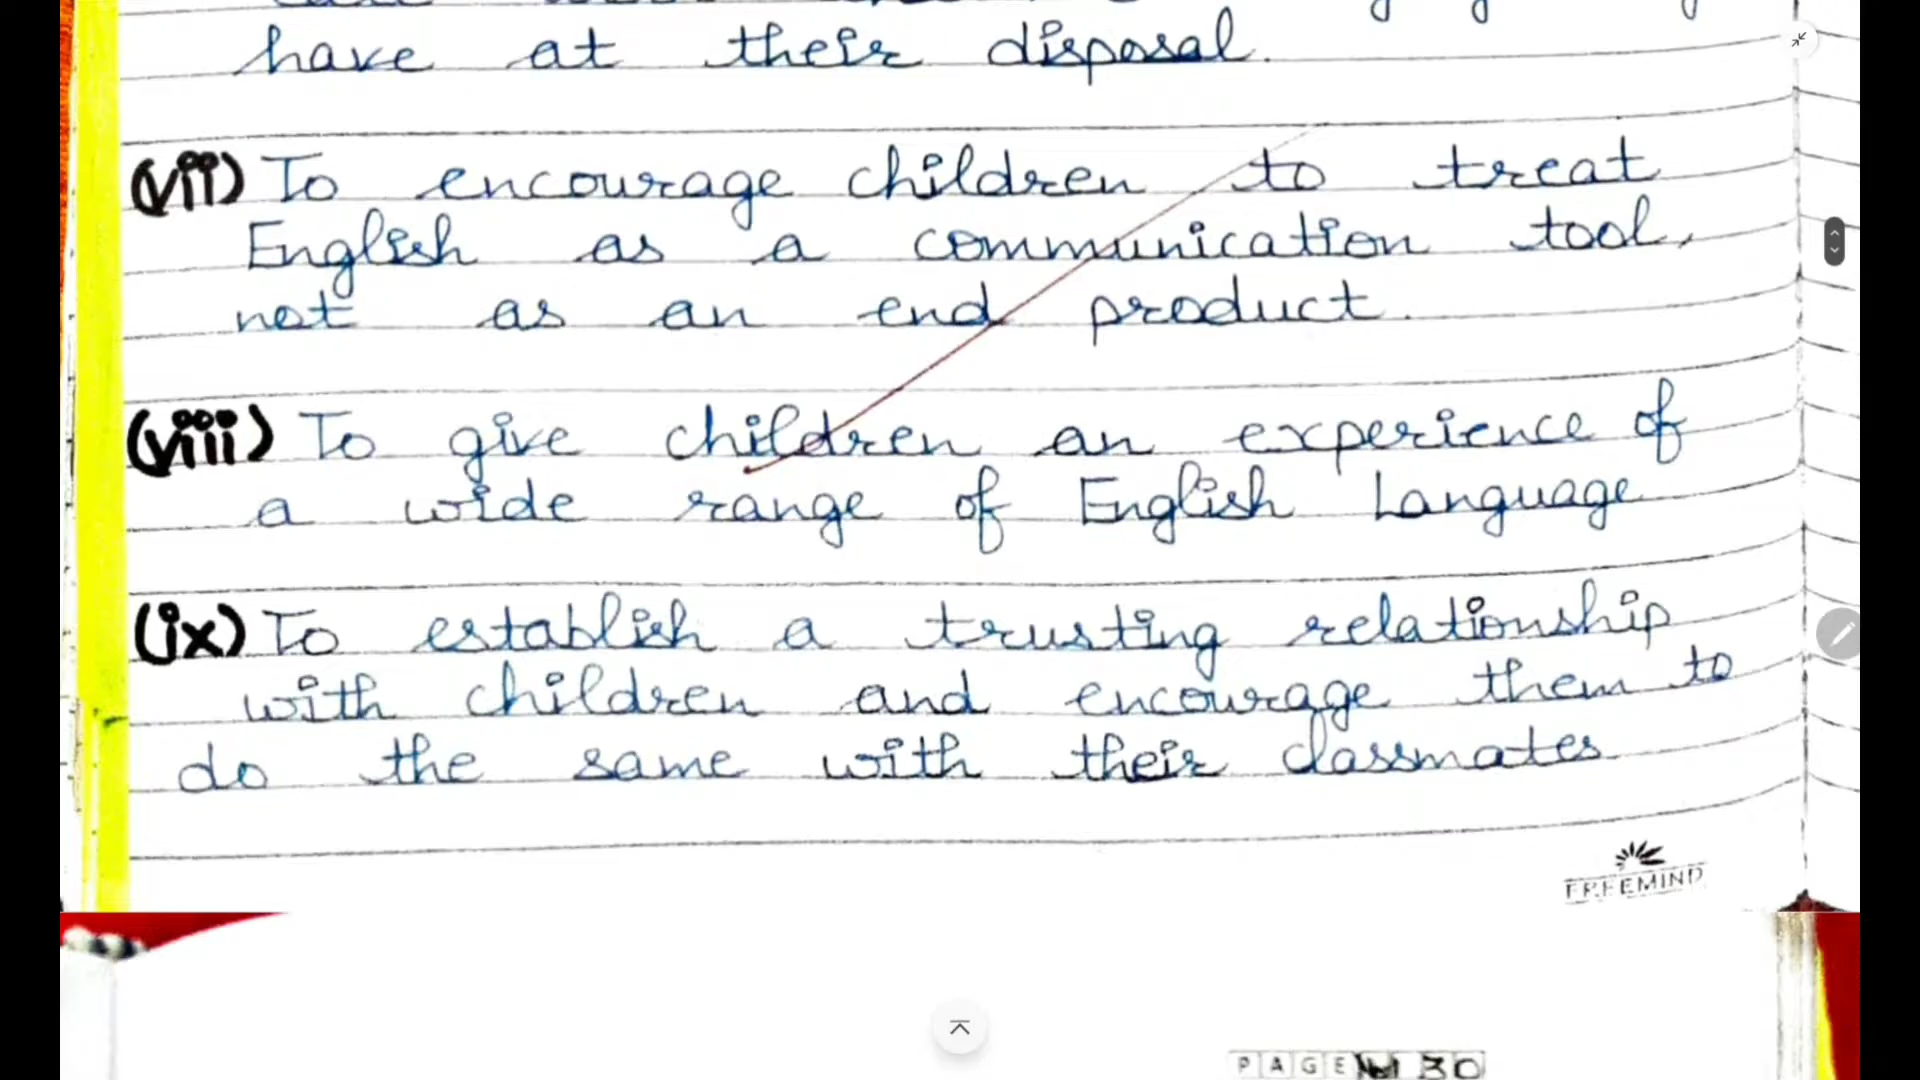 have at their disposal.
(vii) To encourage children to treat
English as a communication tool,
not as an end product.
(viii) To give children an experience of
a wide range of English Language
(ix) To establish a trusting relationship
with children and encourage them to
do the same with their classmates
FREEMIND
PAGE 30